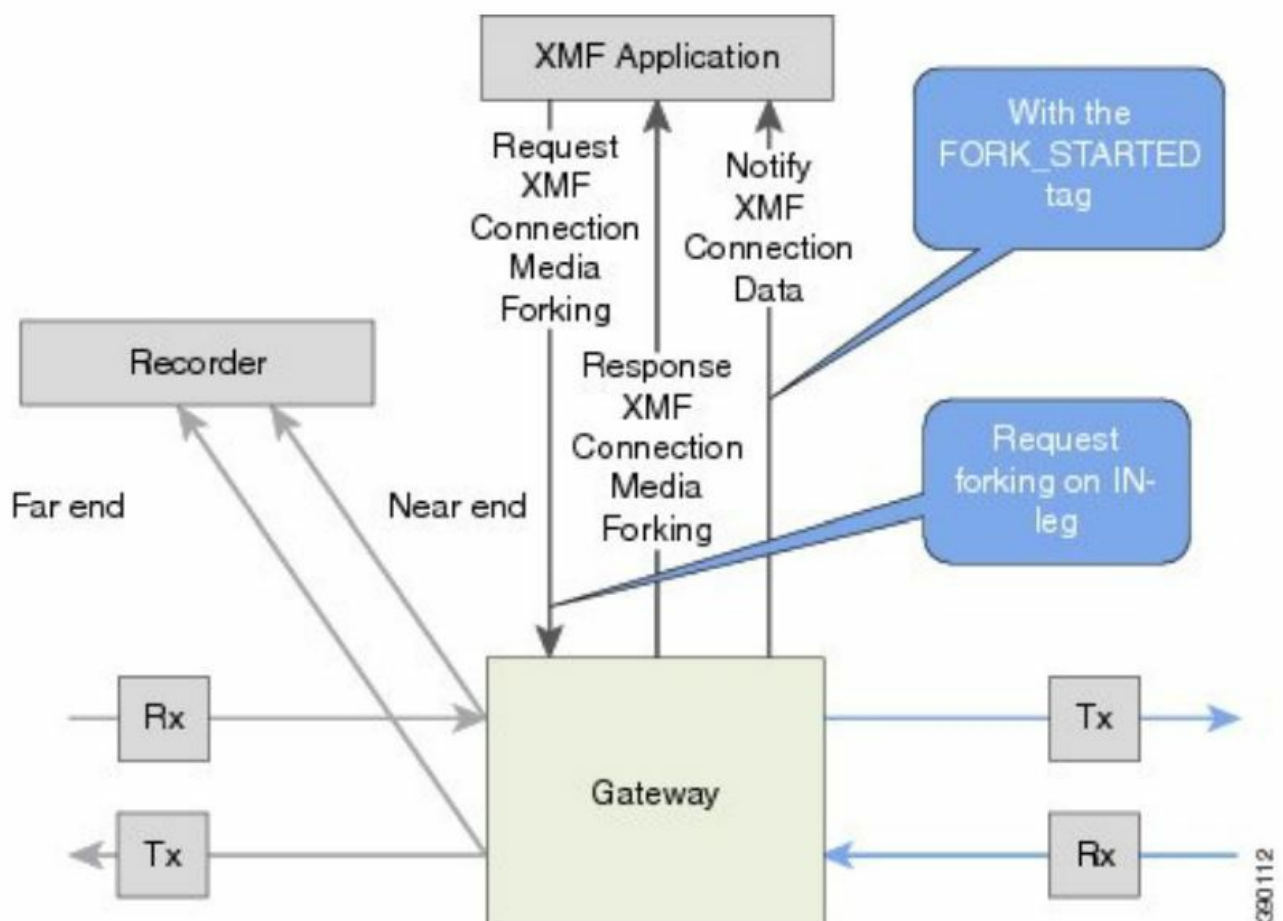 XMF Application
With the
FORK_STARTED
tag
Request
XMF
Connection
Media
Forking
Notify
XMF
Connection
Data
Response
XMF
Connection
Media
Forking
Recorder
Request
forking on IN-
leg
Far end
Near end
Rx
Tx
Gateway
Tx
Rx
390112